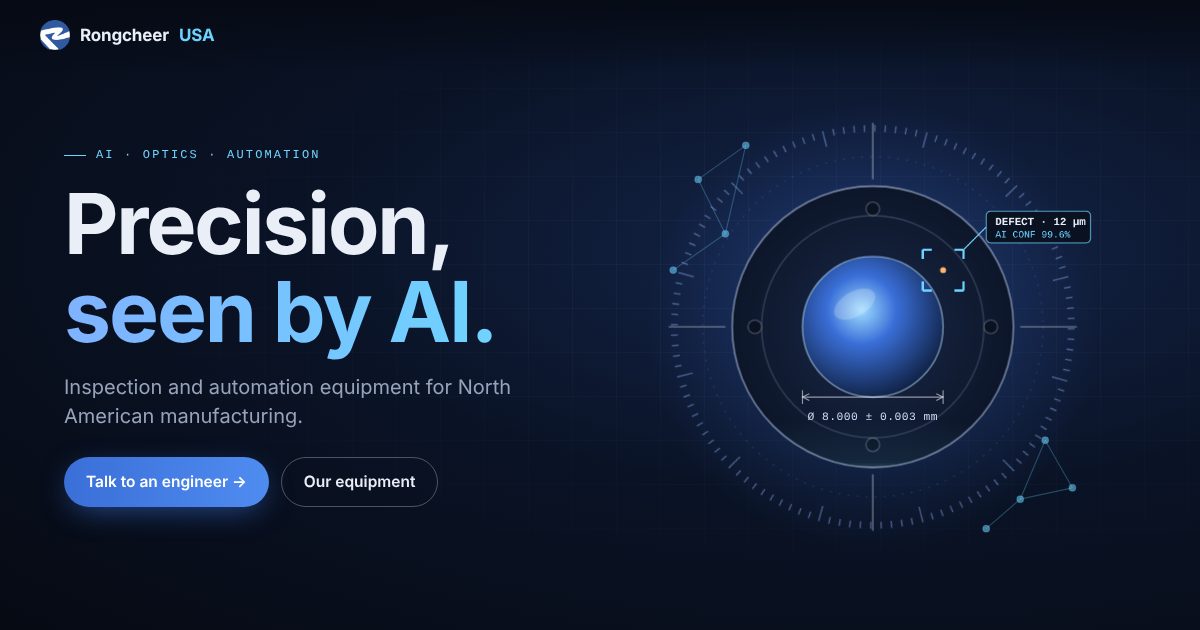 Rongcheer USA
AI · OPTICS · AUTOMATION
Precision,
seen by AI.
Inspection and automation equipment for North
American manufacturing.
Talk to an engineer →
Our equipment
DEFECT · 12 µm
AI CONF 99.6%
Ø 8.000 ± 0.003 mm